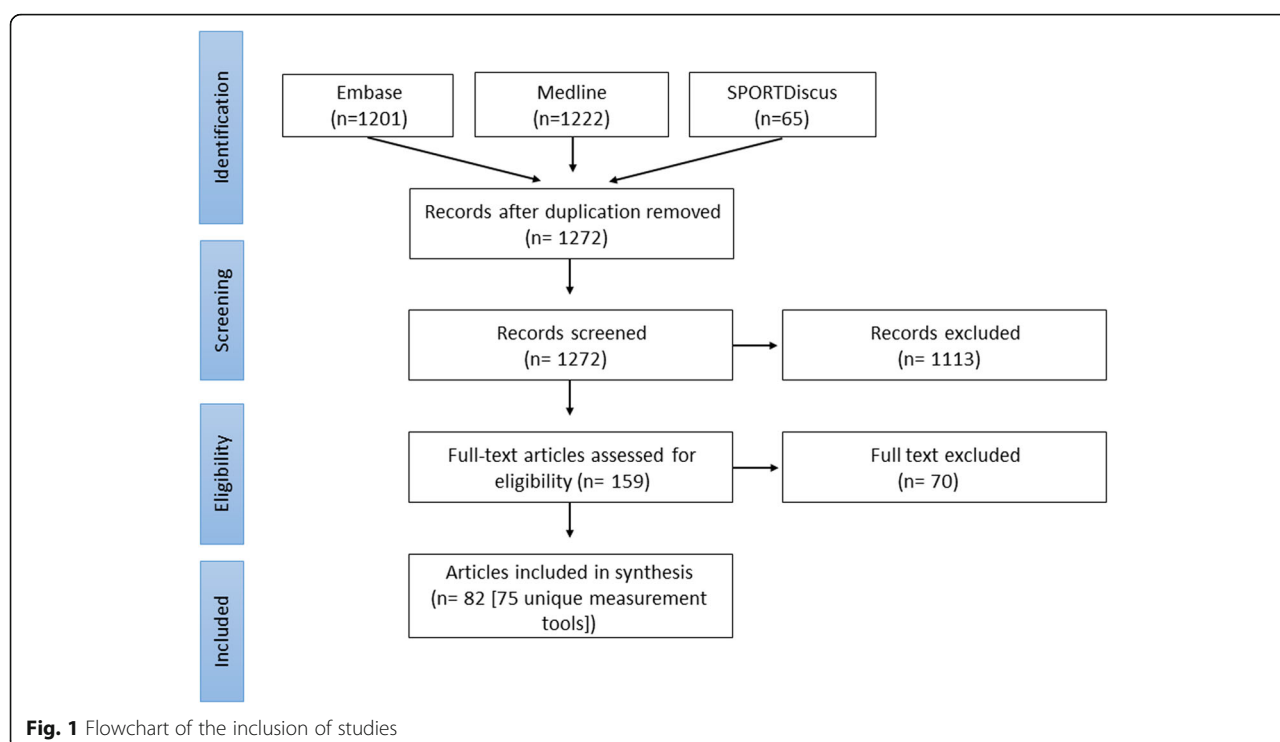 Identification
Embase
(n=1201)
Medline
(n=1222)
SPORTDiscus
(n=65)
Records after duplication removed
(n= 1272)
Screening
Records screened
(n= 1272)
Records excluded
(n= 1113)
Eligibility
Full-text articles assessed for
eligibility (n= 159)
Full text excluded
(n= 70)
Included
Articles included in synthesis
(n= 82 [75 unique measurement
tools])
Fig. 1 Flowchart of the inclusion of studies